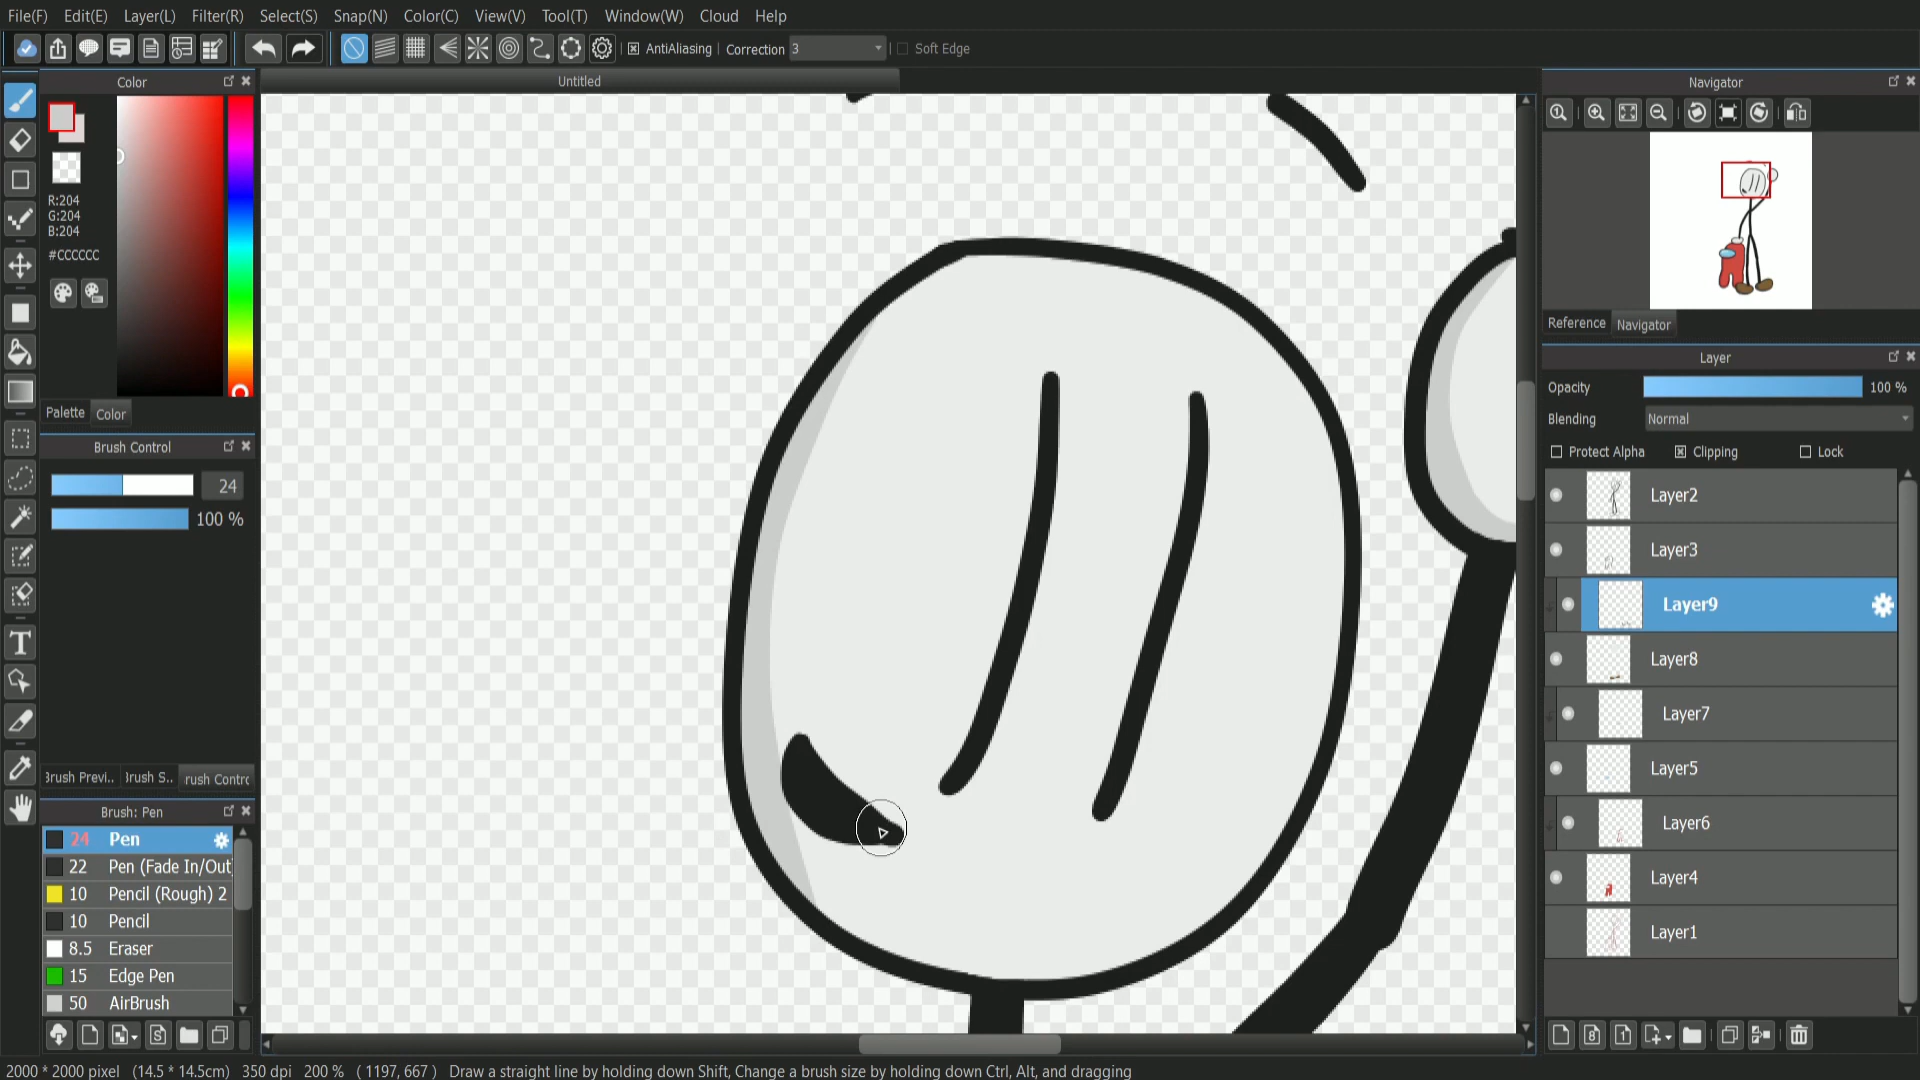 File(F) Edit(E) Layer(L) Filter(R) Select(S) Snap(N) Color(C) View(V) Tool(T) Window(W) Cloud Help
AntiAliasing Correction 3 Soft Edge
Color
Untitled
Navigator
R:204
G:204
B:204
#CCCCCC
Reference Navigator
Layer
Opacity 100 %
Blending Normal
Palette Color
Protect Alpha Clipping Lock
Brush Control
24
100 %
Layer2
Layer3
Layer9
Layer8
Layer7
Layer5
Layer6
Layer4
Layer1
Brush Previ.. Brush S.. rush Contro
Brush: Pen
24 Pen
22 Pen (Fade In/Out)
10 Pencil (Rough) 2
10 Pencil
8.5 Eraser
15 Edge Pen
50 AirBrush
2000 * 2000 pixel (14.5 * 14.5cm) 350 dpi 200 % ( 1197, 667 ) Draw a straight line by holding down Shift, Change a brush size by holding down Ctrl, Alt, and dragging